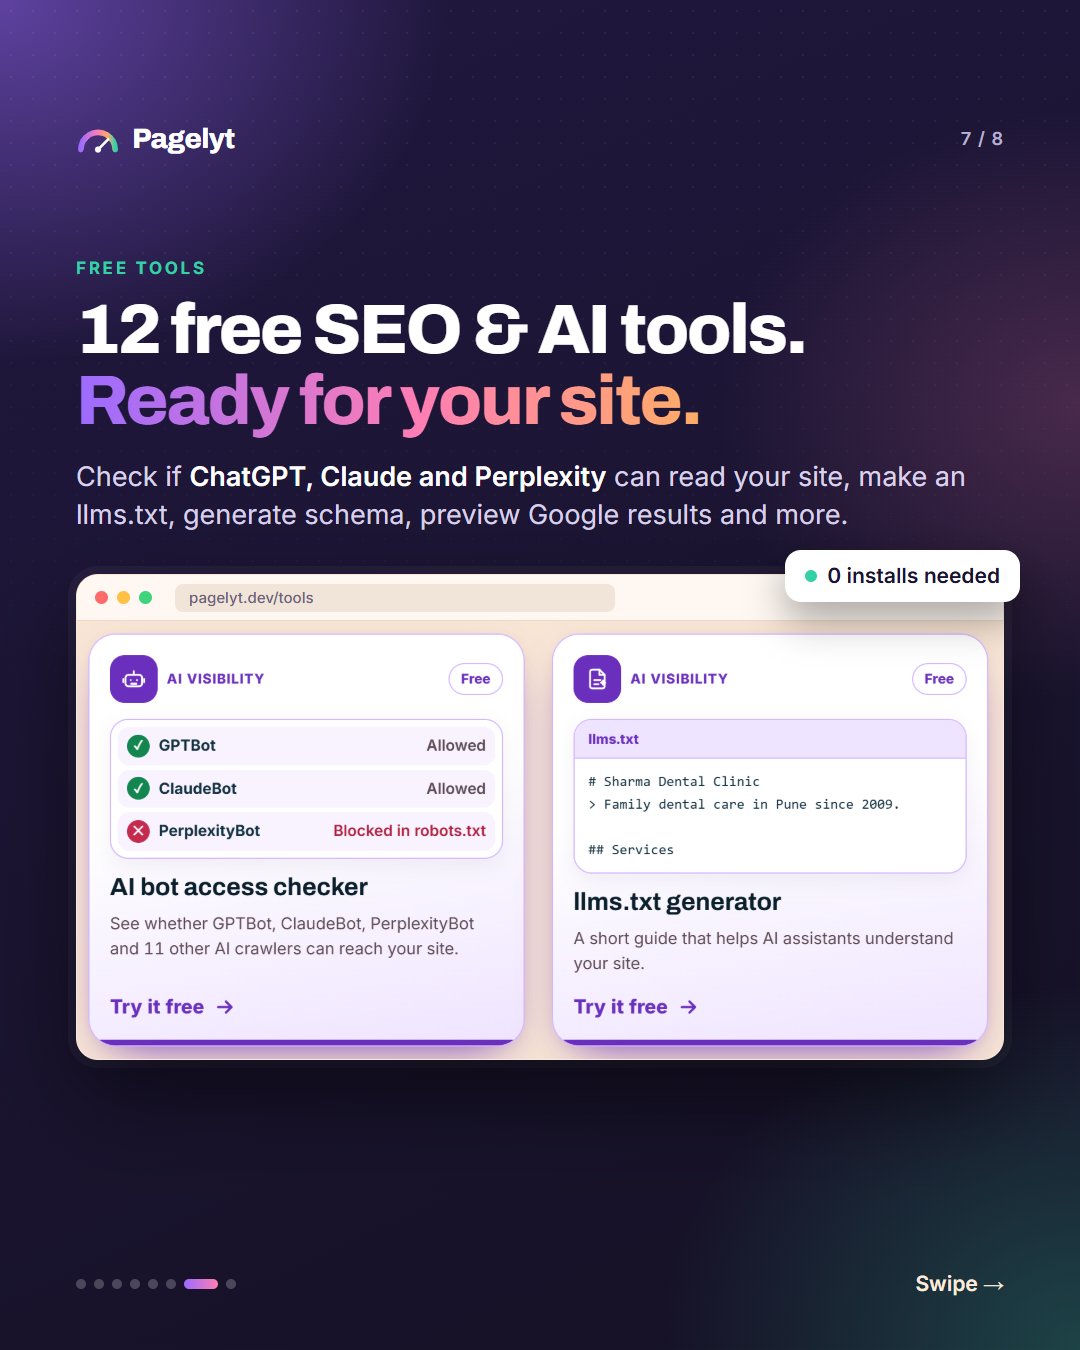 Pagelyt
7 / 8
FREE TOOLS
12 free SEO & AI tools.
Ready for your site.
Check if ChatGPT, Claude and Perplexity can read your site, make an
llms.txt, generate schema, preview Google results and more.
0 installs needed
pagelyt.dev/tools
AI VISIBILITY
Free
GPTBot Allowed
ClaudeBot Allowed
PerplexityBot Blocked in robots.txt
AI bot access checker
See whether GPTBot, ClaudeBot, PerplexityBot
and 11 other AI crawlers can reach your site.
Try it free →
AI VISIBILITY
Free
llms.txt
# Sharma Dental Clinic
> Family dental care in Pune since 2009.
## Services
llms.txt generator
A short guide that helps AI assistants understand
your site.
Try it free →
Swipe →